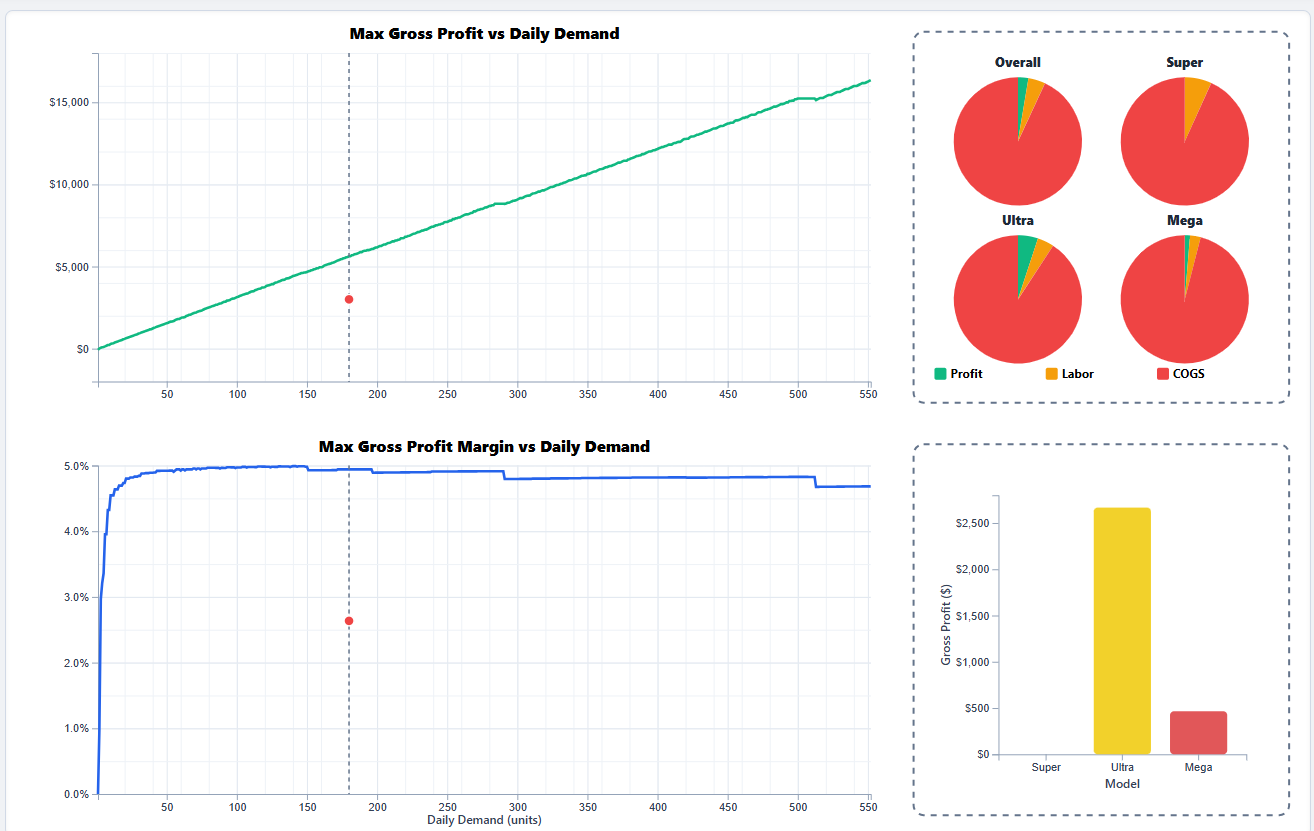 Max Gross Profit vs Daily Demand
$15,000
$10,000
$5,000
$0
50 100 150 200 250 300 350 400 450 500 550
Max Gross Profit Margin vs Daily Demand
5.0%
4.0%
3.0%
2.0%
1.0%
0.0%
50 100 150 200 250 300 350 400 450 500 550
Daily Demand (units)
Overall Super
Ultra Mega
Profit Labor COGS
Gross Profit ($)
$2,500
$2,000
$1,500
$1,000
$500
$0
Super Ultra Mega
Model